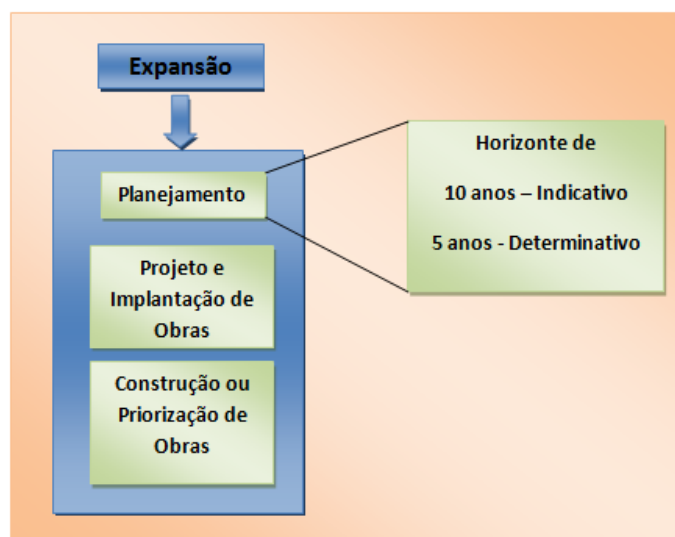 Expansão
Planejamento
Projeto e
Implantação de
Obras
Construção ou
Priorização de
Obras
Horizonte de
10 anos – Indicativo
5 anos - Determinativo